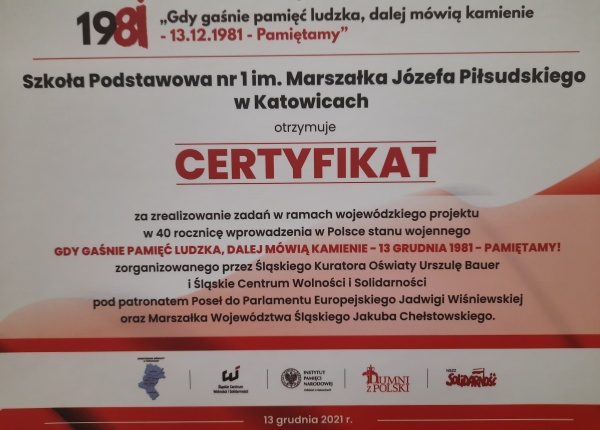 1981
„Gdy gaśnie pamięć ludzka, dalej mówią kamienie
- 13.12.1981 - Pamiętamy”
Szkoła Podstawowa nr 1 im. Marszałka Józefa Piłsudskiego
w Katowicach
otrzymuje
CERTYFIKAT
za zrealizowanie zadań w ramach wojewódzkiego projektu
w 40 rocznicę wprowadzenia w Polsce stanu wojennego
GDY GAŚNIE PAMIĘĆ LUDZKA, DALEJ MÓWIĄ KAMIENIE - 13 GRUDNIA 1981 - PAMIĘTAMY!
zorganizowanego przez Śląskiego Kuratora Oświaty Urszulę Bauer
i Śląskie Centrum Wolności i Solidarności
pod patronatem Poseł do Parlamentu Europejskiego Jadwigi Wiśniewskiej
oraz Marszałka Województwa Śląskiego Jakuba Chełstowskiego.
Śląskie Centrum
Wolności i Solidarności
INSTYTUT
PAMIĘCI
NARODOWEJ
DUMNI
Z POLSKI
NSZZ
SOLIDARNOŚĆ
13 grudnia 2021 r.